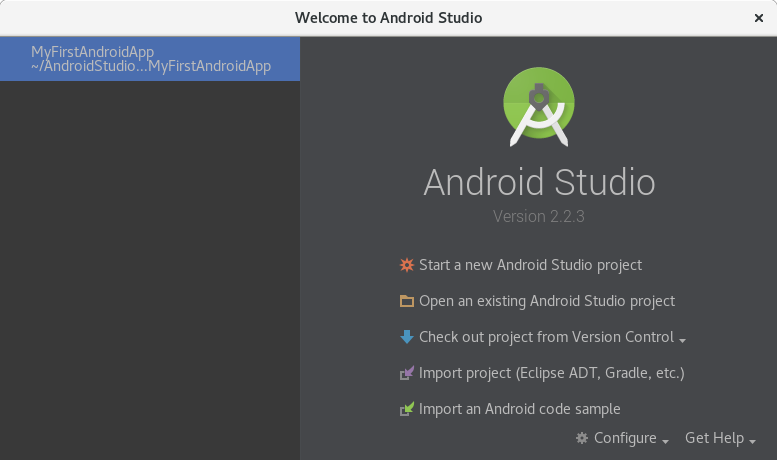 Welcome to Android Studio
MyFirstAndroidApp
~/AndroidStudio...MyFirstAndroidApp
Android Studio
Version 2.2.3
Start a new Android Studio project
Open an existing Android Studio project
Check out project from Version Control
Import project (Eclipse ADT, Gradle, etc.)
Import an Android code sample
Configure Get Help